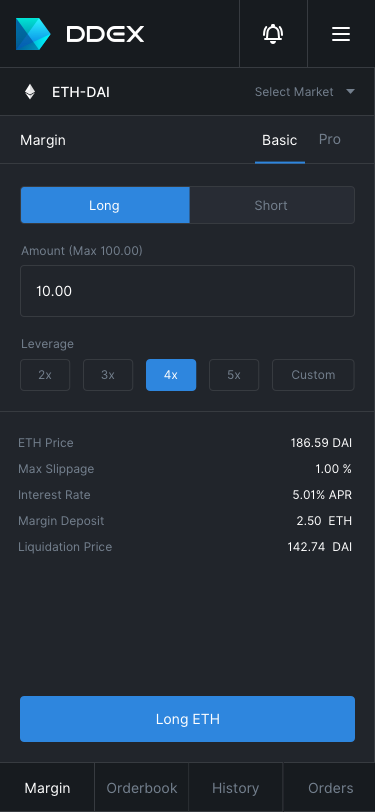 DDEX
ETH-DAI Select Market
Margin Basic Pro
Long Short
Amount (Max 100.00)
10.00
Leverage
2x 3x 4x 5x Custom
ETH Price 186.59 DAI
Max Slippage 1.00 %
Interest Rate 5.01% APR
Margin Deposit 2.50 ETH
Liquidation Price 142.74 DAI
Long ETH
Margin Orderbook History Orders